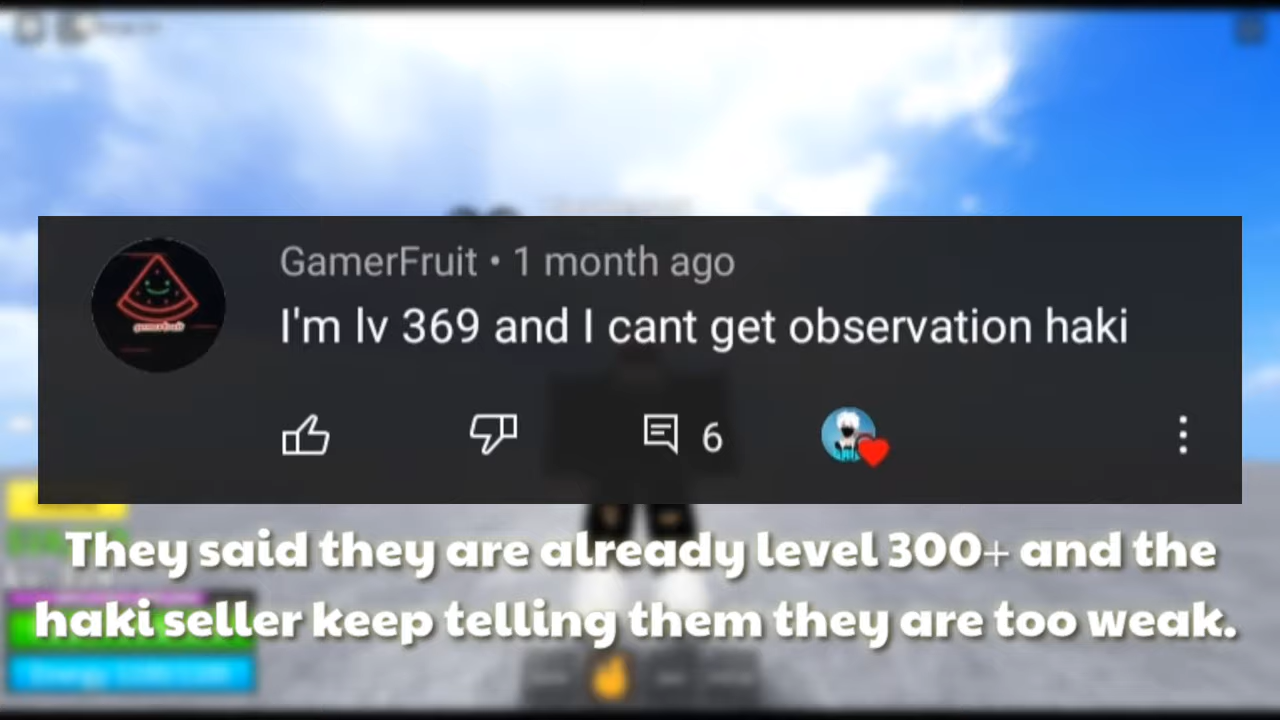 GamerFruit • 1 month ago
I'm lv 369 and I cant get observation haki
gamerfruit
6
They said they are already level 300+ and the
haki seller keep telling them they are too weak.